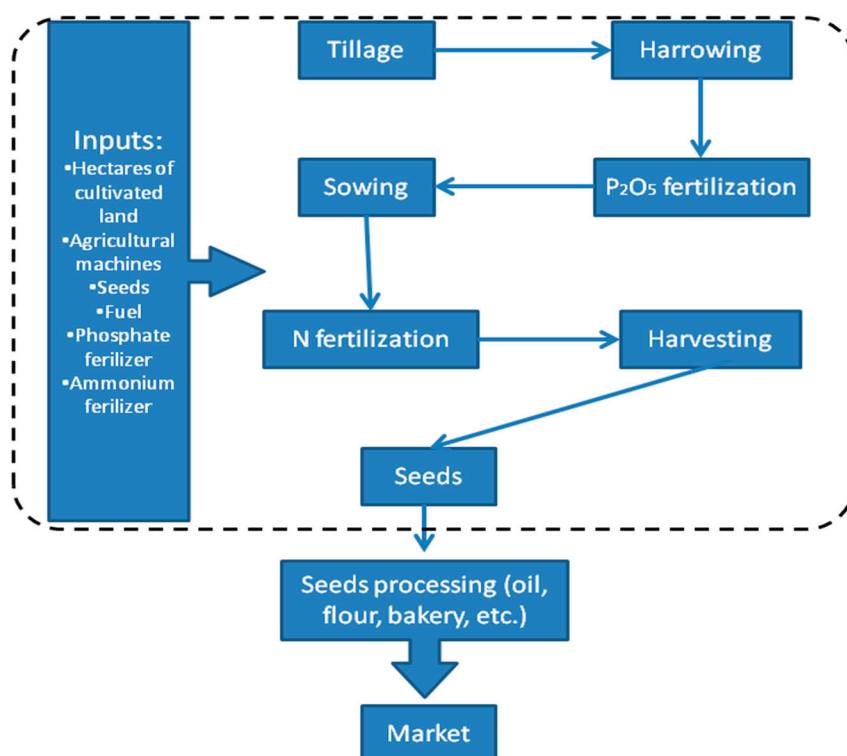 Inputs:
▪Hectares of
cultivated
land
▪Agricultural
machines
▪Seeds
▪Fuel
▪Phosphate
ferilizer
▪Ammonium
ferilizer
Tillage
Harrowing
P₂O₅ fertilization
Sowing
N fertilization
Harvesting
Seeds
Seeds processing (oil,
flour, bakery, etc.)
Market